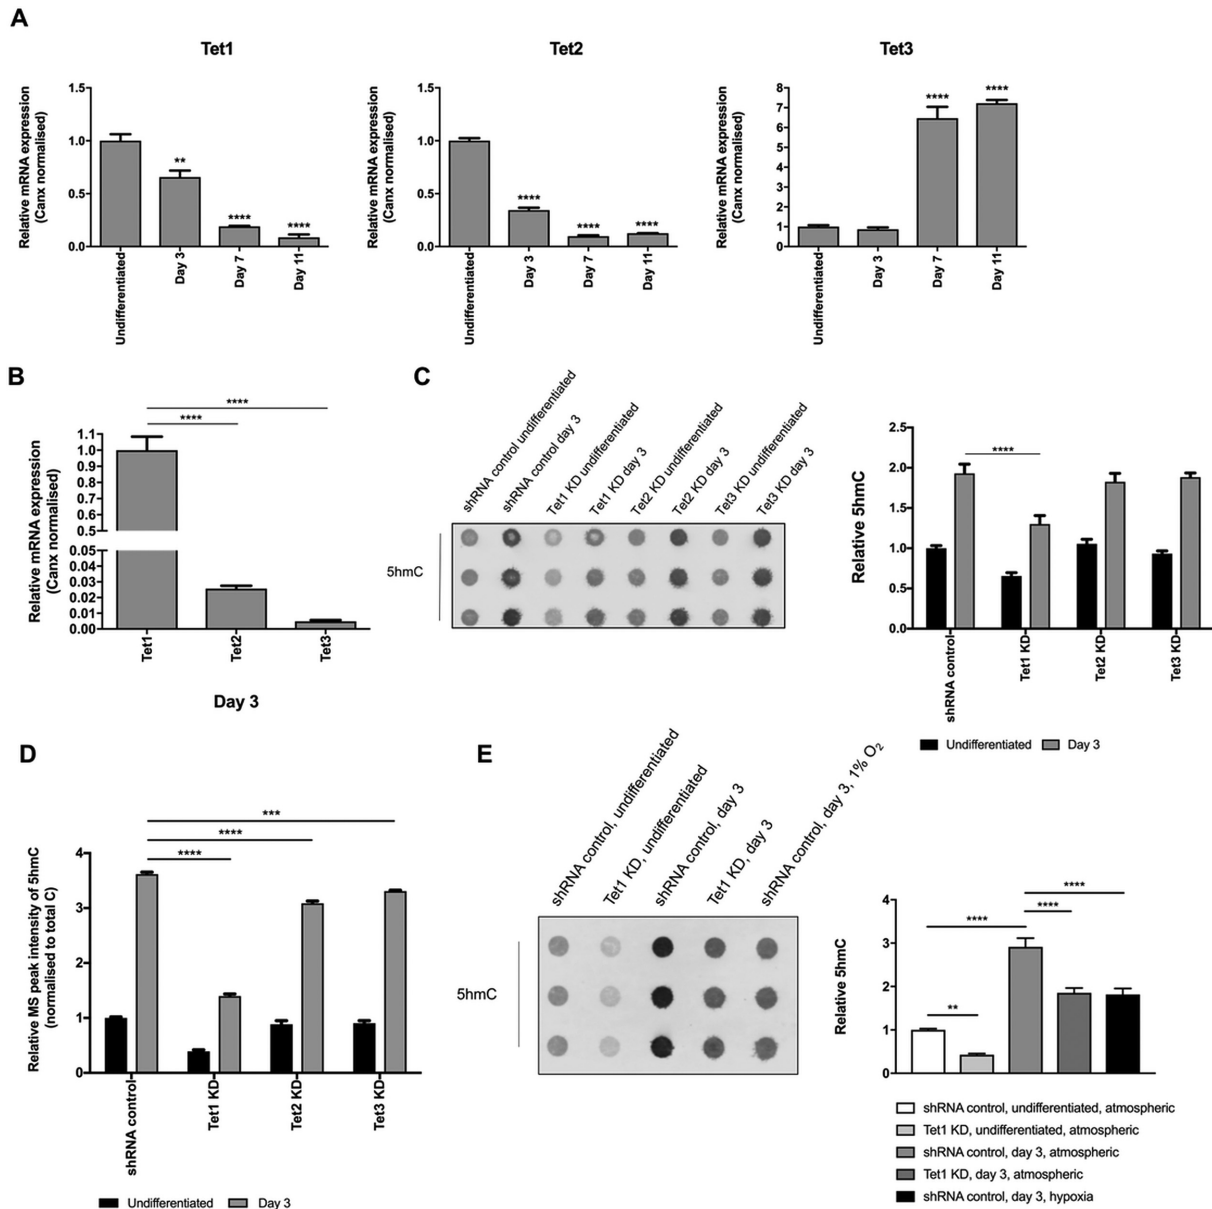 A
Tet1
Tet2
Tet3
Relative mRNA expression
(Canx normalised)
1.5
1.0
0.5
0.0
**
****
****
Undifferentiated
Day 3
Day 7
Day 11
Relative mRNA expression
(Canx normalised)
1.5
1.0
0.5
0.0
****
****
****
Undifferentiated
Day 3
Day 7
Day 11
Relative mRNA expression
(Canx normalised)
8
7
6
5
4
3
2
1
0
****
****
Undifferentiated
Day 3
Day 7
Day 11
B
****
****
Relative mRNA expression
(Canx normalised)
1.1
1.0
0.9
0.8
0.7
0.6
0.5
0.05
0.04
0.03
0.02
0.01
0.00
Tet1
Tet2
Tet3
Day 3
C
shRNA control undifferentiated
shRNA control day 3
Tet1 KD undifferentiated
Tet1 KD day 3
Tet2 KD undifferentiated
Tet2 KD day 3
Tet3 KD undifferentiated
Tet3 KD day 3
5hmC
Relative 5hmC
2.5
2.0
1.5
1.0
0.5
0.0
****
shRNA control
Tet1 KD
Tet2 KD
Tet3 KD
Undifferentiated
Day 3
D
***
****
****
Relative MS peak intensity of 5hmC
(normalised to total C)
4
3
2
1
0
shRNA control
Tet1 KD
Tet2 KD
Tet3 KD
Undifferentiated
Day 3
E
shRNA control, undifferentiated
Tet1 KD, undifferentiated
shRNA control, day 3
Tet1 KD, day 3
shRNA control, day 3, 1% O₂
5hmC
Relative 5hmC
4
3
2
1
0
**
****
****
****
shRNA control, undifferentiated, atmospheric
Tet1 KD, undifferentiated, atmospheric
shRNA control, day 3, atmospheric
Tet1 KD, day 3, atmospheric
shRNA control, day 3, hypoxia